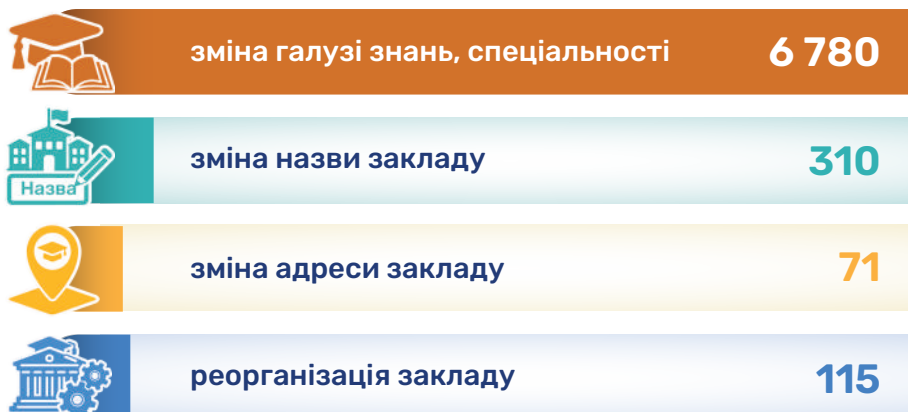 зміна галузі знань, спеціальності 6 780
зміна назви закладу 310
Назва
зміна адреси закладу 71
реорганізація закладу 115